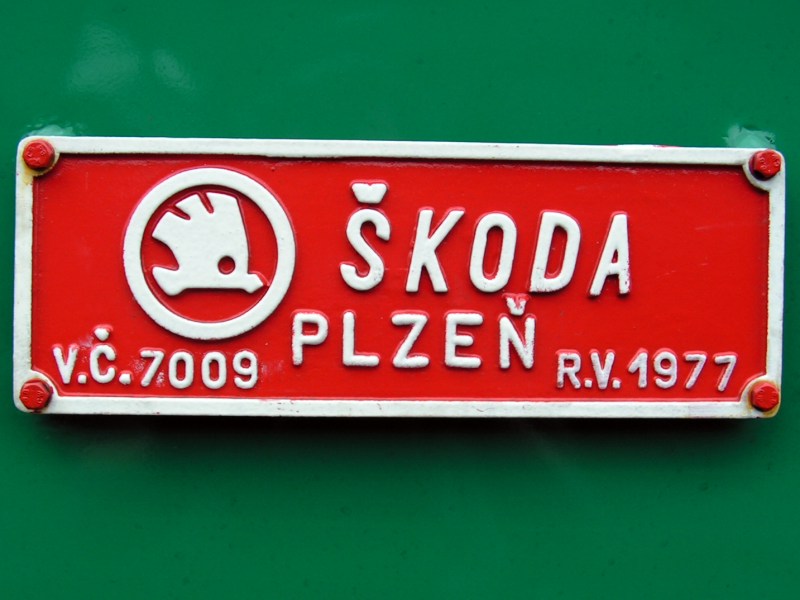 ŠKODA
PLZEŇ
V.Č.7009
R.V.1977